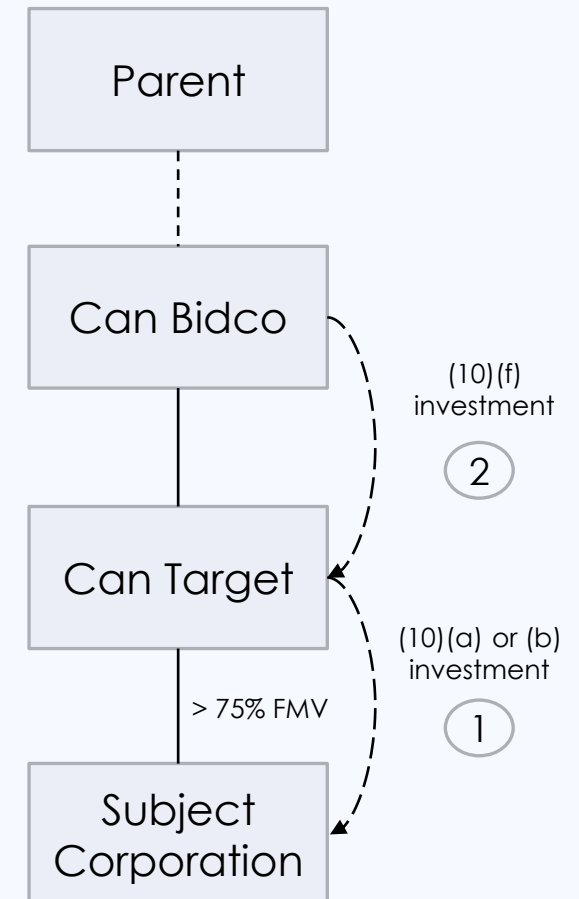 Parent
Can Bidco
(10)(f)
investment
2
Can Target
(10)(a) or (b)
investment
1
> 75% FMV
Subject
Corporation